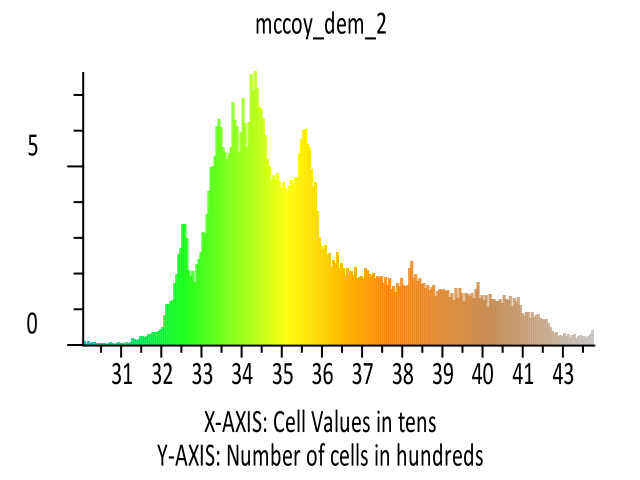 mccoy_dem_2
5
0
31 32 33 34 35 36 37 38 39 40 41 43
X-AXIS: Cell Values in tens
Y-AXIS: Number of cells in hundreds